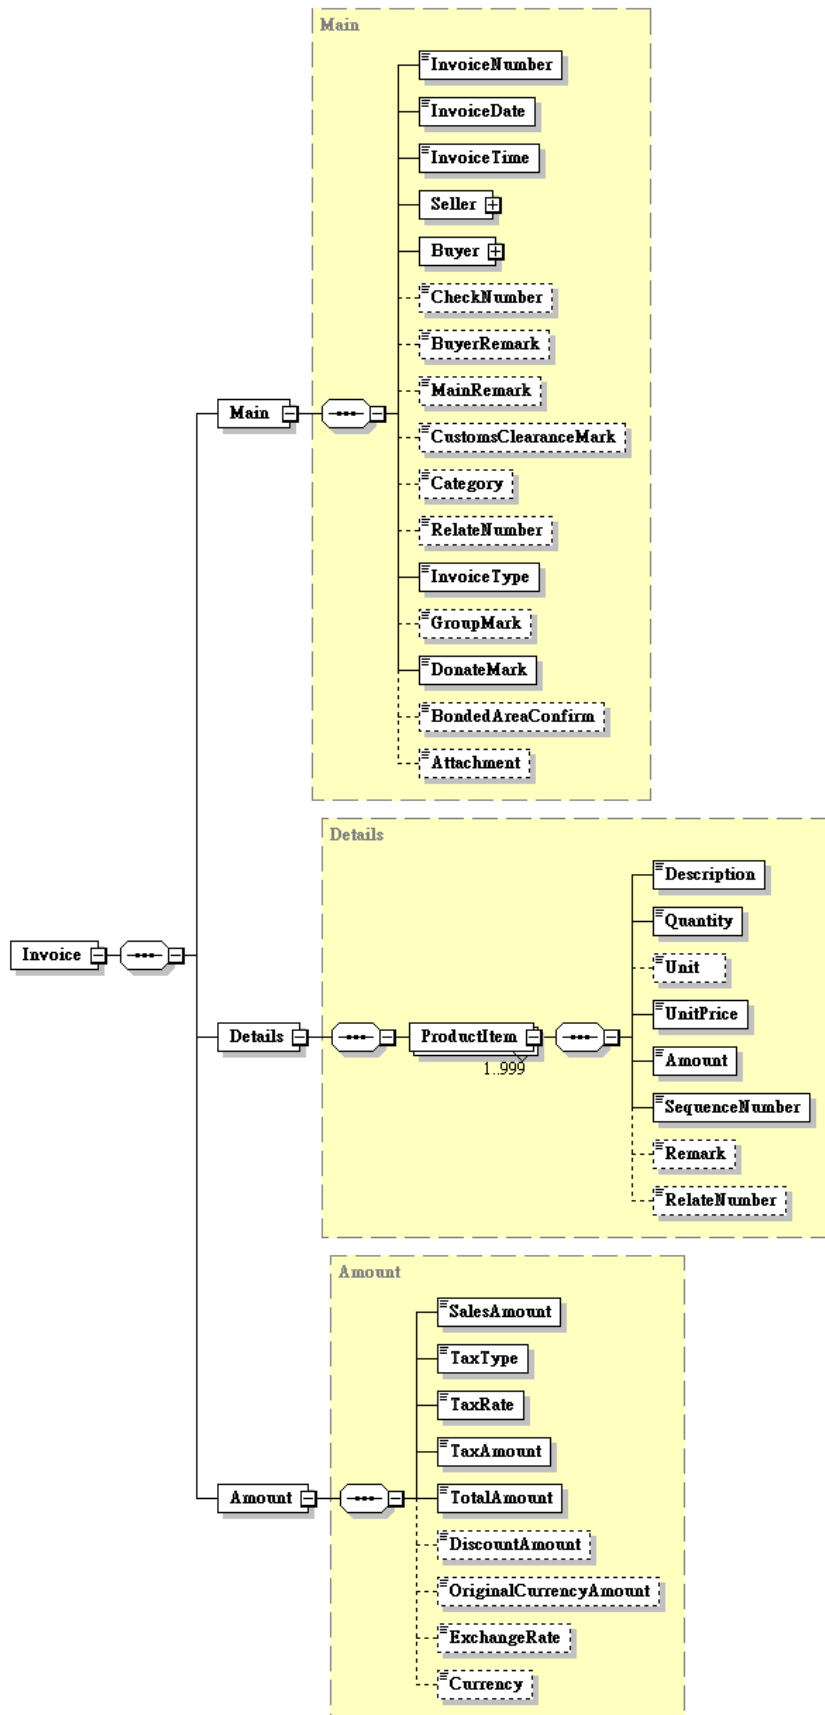 Main
InvoiceNumber
InvoiceDate
InvoiceTime
Seller
Buyer
CheckNumber
BuyerRemark
MainRemark
Main
CustomsClearanceMark
Category
RelateNumber
InvoiceType
GroupMark
DonateMark
BondedAreaConfirm
Attachment
Details
Description
Quantity
Invoice
Unit
UnitPrice
Details
ProductItem
1..999
Amount
SequenceNumber
Remark
RelateNumber
Amount
SalesAmount
TaxType
TaxRate
TaxAmount
Amount
TotalAmount
DiscountAmount
OriginalCurrencyAmount
ExchangeRate
Currency